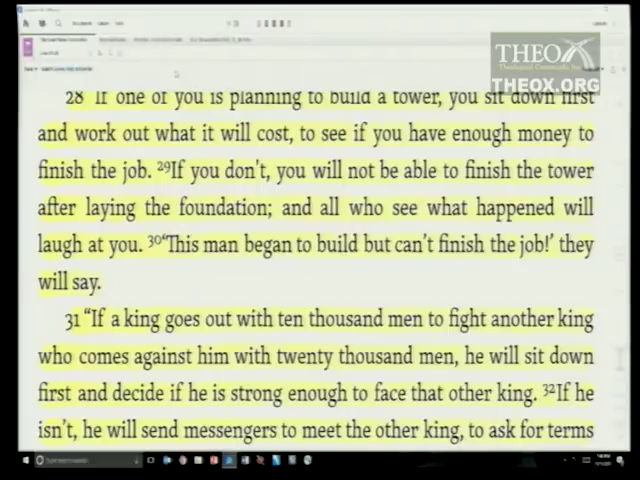 THEOX
THEOX.ORG
28 If one of you is planning to build a tower, you sit down first
and work out what it will cost, to see if you have enough money to
finish the job. ²⁹If you don't, you will not be able to finish the tower
after laying the foundation; and all who see what happened will
laugh at you. ³⁰‘This man began to build but can't finish the job!’ they
will say.
31 “If a king goes out with ten thousand men to fight another king
who comes against him with twenty thousand men, he will sit down
first and decide if he is strong enough to face that other king. ³²If he
isn't, he will send messengers to meet the other king, to ask for terms